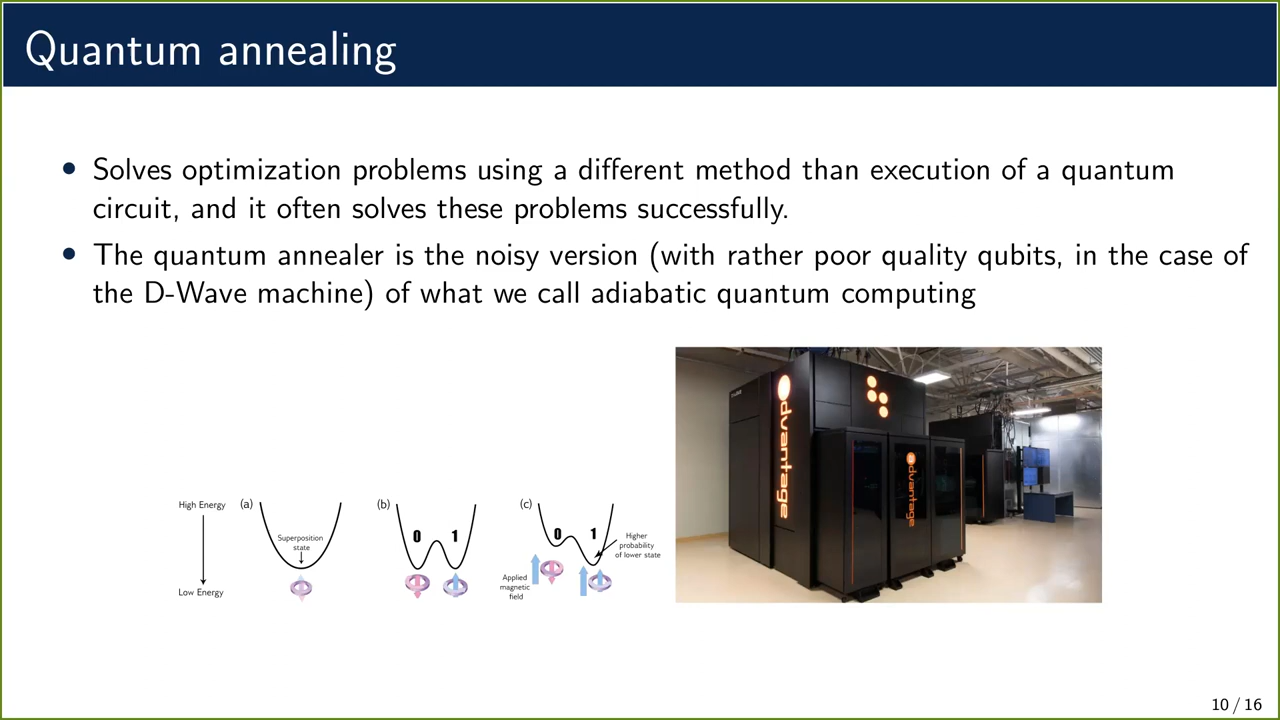 Quantum annealing
• Solves optimization problems using a different method than execution of a quantum
circuit, and it often solves these problems successfully.
• The quantum annealer is the noisy version (with rather poor quality qubits, in the case of
the D-Wave machine) of what we call adiabatic quantum computing
High Energy
Low Energy
(a)
Superposition
state
(b)
0 1
(c)
0 1
Higher
probability
of lower state
Applied
magnetic
field
Advantage
Advantage
10 / 16